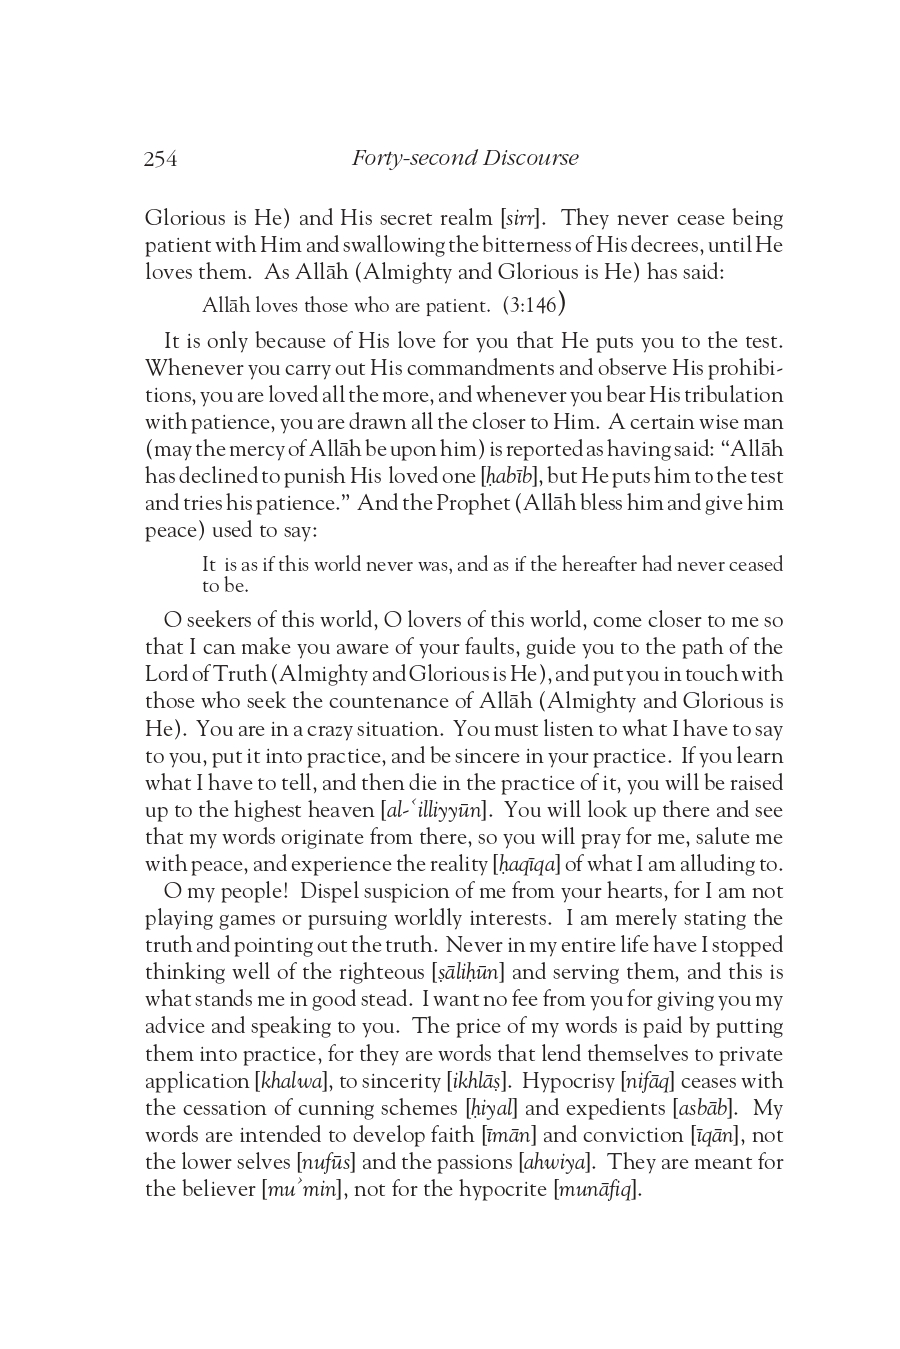 254 Forty-second Discourse
Glorious is He) and His secret realm [sirr]. They never cease being
patient with Him and swallowing the bitterness of His decrees, until He
loves them. As Allāh (Almighty and Glorious is He) has said:
Allāh loves those who are patient. (3:146)
It is only because of His love for you that He puts you to the test.
Whenever you carry out His commandments and observe His prohibi-
tions, you are loved all the more, and whenever you bear His tribulation
with patience, you are drawn all the closer to Him. A certain wise man
(may the mercy of Allāh be upon him) is reported as having said: “Allāh
has declined to punish His loved one [ḥabīb], but He puts him to the test
and tries his patience.” And the Prophet (Allāh bless him and give him
peace) used to say:
It is as if this world never was, and as if the hereafter had never ceased
to be.
O seekers of this world, O lovers of this world, come closer to me so
that I can make you aware of your faults, guide you to the path of the
Lord of Truth (Almighty and Glorious is He), and put you in touch with
those who seek the countenance of Allāh (Almighty and Glorious is
He). You are in a crazy situation. You must listen to what I have to say
to you, put it into practice, and be sincere in your practice. If you learn
what I have to tell, and then die in the practice of it, you will be raised
up to the highest heaven [al-ʿilliyyūn]. You will look up there and see
that my words originate from there, so you will pray for me, salute me
with peace, and experience the reality [ḥaqīqa] of what I am alluding to.
O my people! Dispel suspicion of me from your hearts, for I am not
playing games or pursuing worldly interests. I am merely stating the
truth and pointing out the truth. Never in my entire life have I stopped
thinking well of the righteous [ṣāliḥūn] and serving them, and this is
what stands me in good stead. I want no fee from you for giving you my
advice and speaking to you. The price of my words is paid by putting
them into practice, for they are words that lend themselves to private
application [khalwa], to sincerity [ikhlāṣ]. Hypocrisy [nifāq] ceases with
the cessation of cunning schemes [ḥiyal] and expedients [asbāb]. My
words are intended to develop faith [īmān] and conviction [īqān], not
the lower selves [nufūs] and the passions [ahwiya]. They are meant for
the believer [muʾmin], not for the hypocrite [munāfiq].